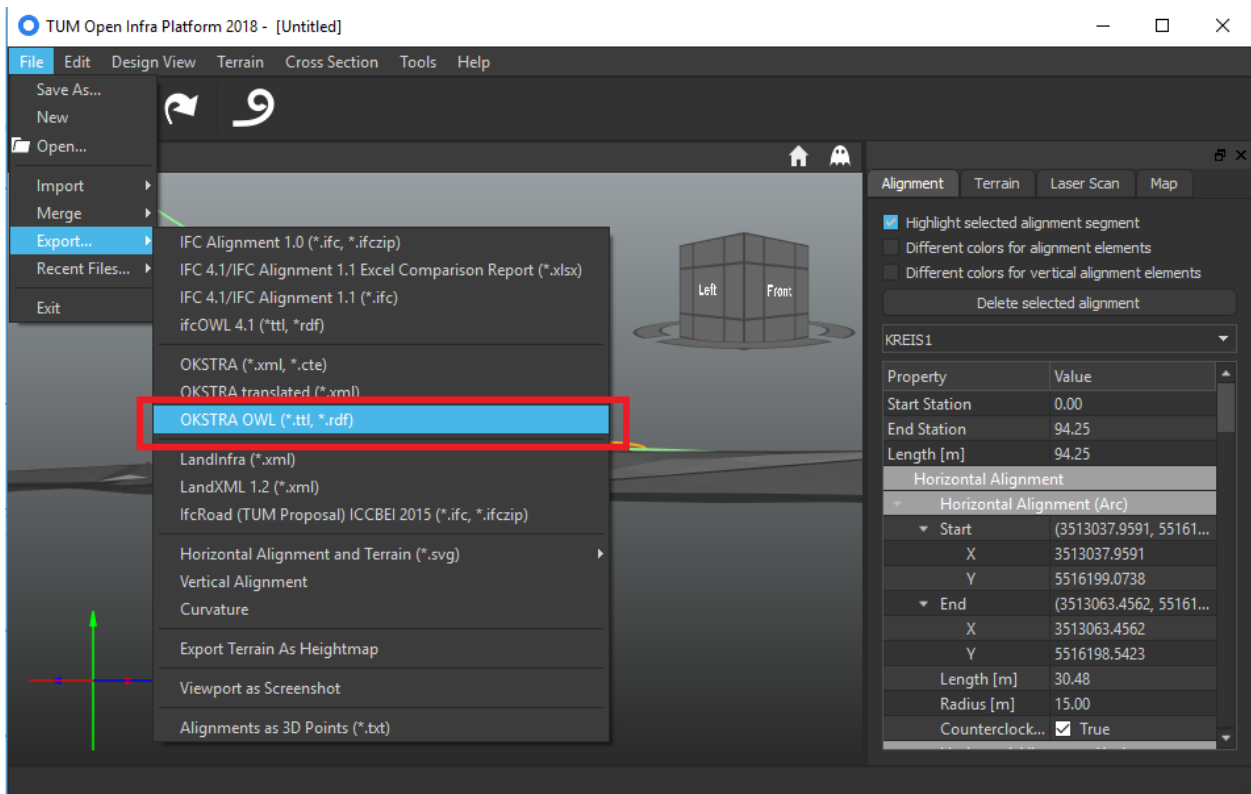 TUM Open Infra Platform 2018 - [Untitled]
File Edit Design View Terrain Cross Section Tools Help
Save As...
New
Open...
Import
Merge
Export...
Recent Files...
Exit
IFC Alignment 1.0 (*.ifc, *.ifczip)
IFC 4.1/IFC Alignment 1.1 Excel Comparison Report (*.xlsx)
IFC 4.1/IFC Alignment 1.1 (*.ifc)
ifcOWL 4.1 (*ttl, *rdf)
OKSTRA (*.xml, *.cte)
OKSTRA translated (*.xml)
OKSTRA OWL (*.ttl, *.rdf)
LandInfra (*.xml)
LandXML 1.2 (*.xml)
IfcRoad (TUM Proposal) ICCBEI 2015 (*.ifc, *.ifczip)
Horizontal Alignment and Terrain (*.svg)
Vertical Alignment
Curvature
Export Terrain As Heightmap
Viewport as Screenshot
Alignments as 3D Points (*.txt)
Left Front
Alignment Terrain Laser Scan Map
Highlight selected alignment segment
Different colors for alignment elements
Different colors for vertical alignment elements
Delete selected alignment
KREIS1
Property Value
Start Station 0.00
End Station 94.25
Length [m] 94.25
Horizontal Alignment
Horizontal Alignment (Arc)
Start (3513037.9591, 55161...
X 3513037.9591
Y 5516199.0738
End (3513063.4562, 55161...
X 3513063.4562
Y 5516198.5423
Length [m] 30.48
Radius [m] 15.00
Counterclock... True